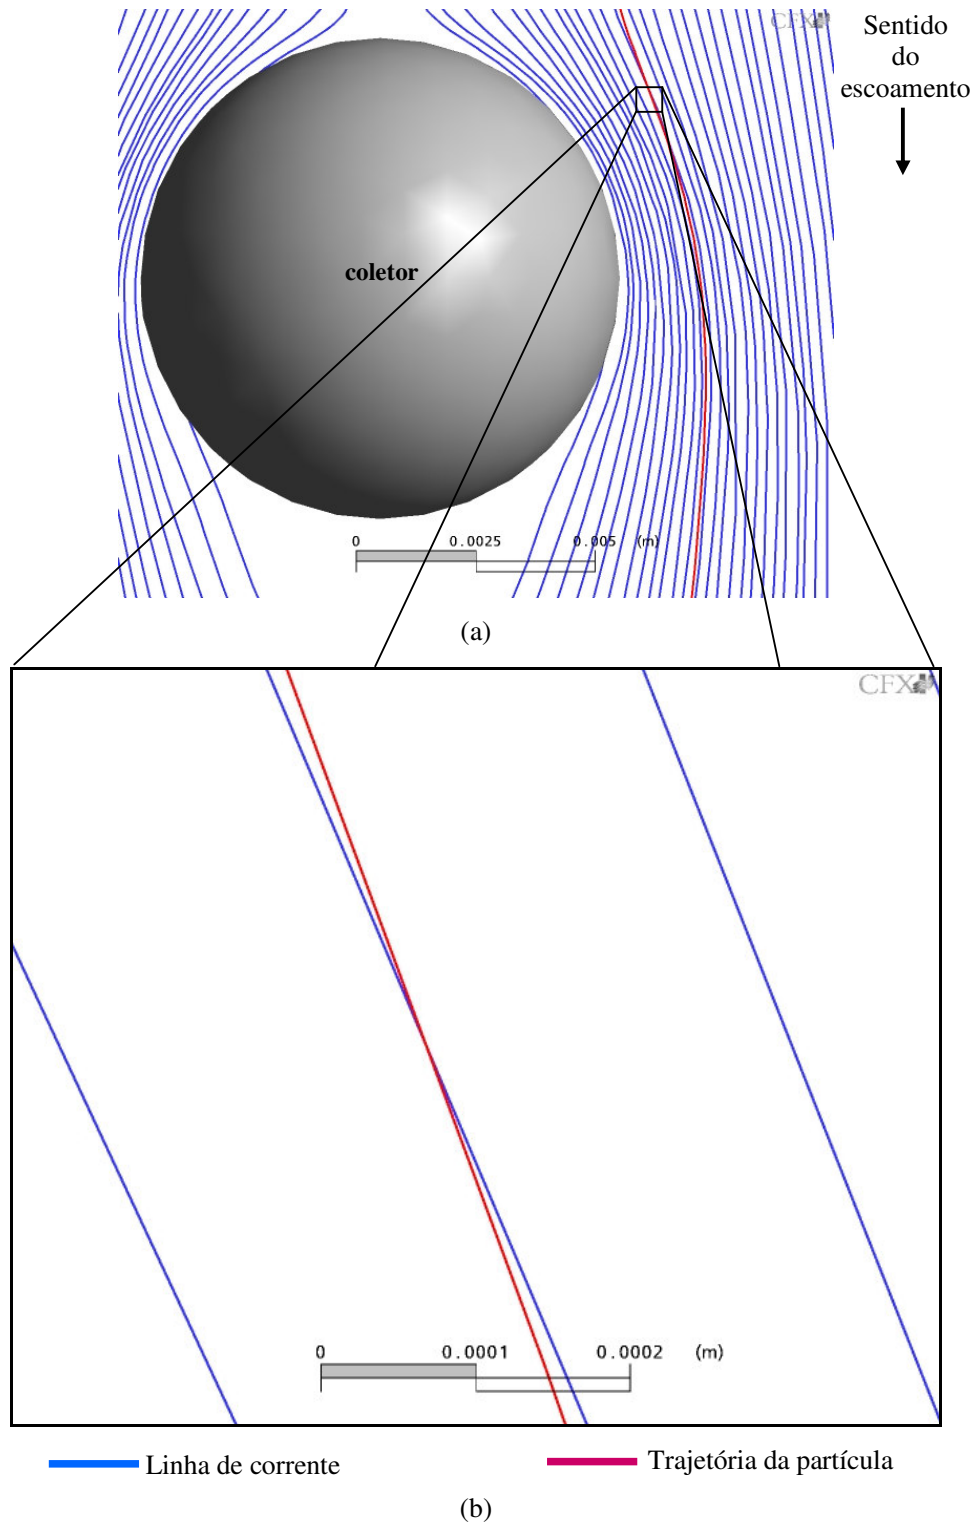 CFX
Sentido
do
escoamento
coletor
0 0.0025 0.005 (m)
(a)
CFX
0 0.0001 0.0002 (m)
Linha de corrente
Trajetória da partícula
(b)